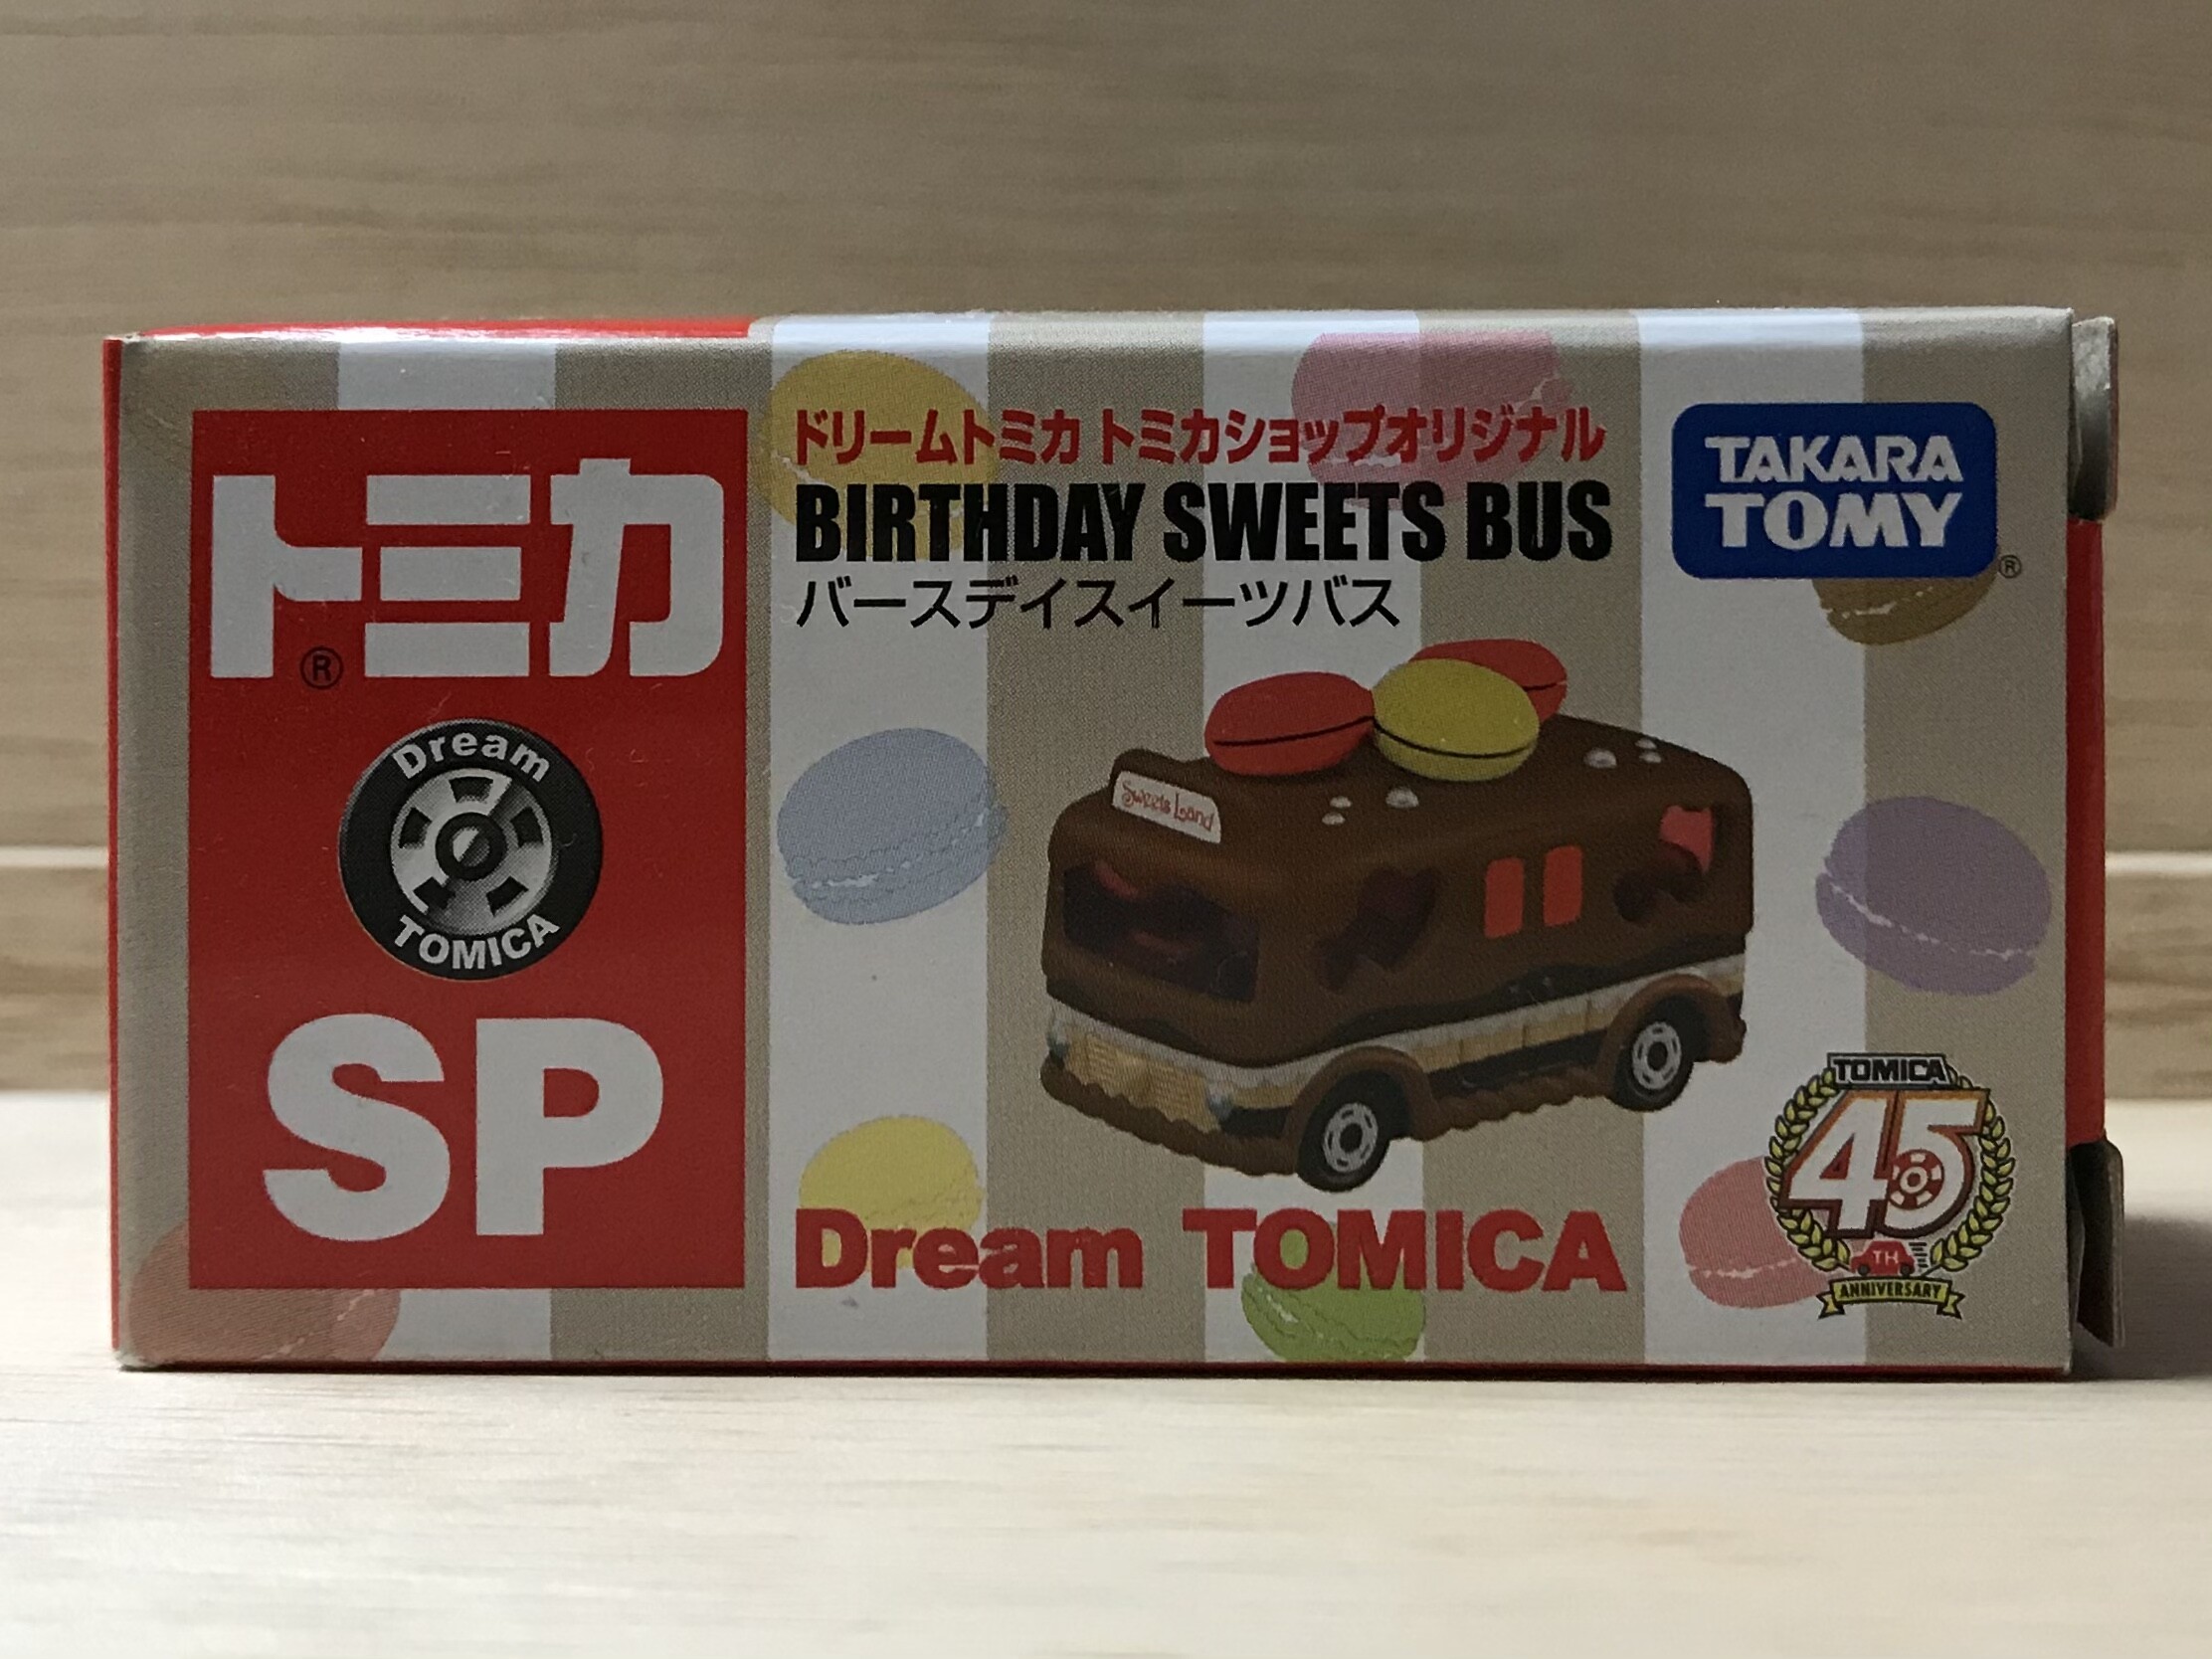 トミカ
®
Dream
TOMICA
SP
ドリームトミカ トミカショップオリジナル
BIRTHDAY SWEETS BUS
バースデイスイーツバス
TAKARA
TOMY
®
Sweets Land
Dream TOMICA
TOMICA
45
TH
ANNIVERSARY